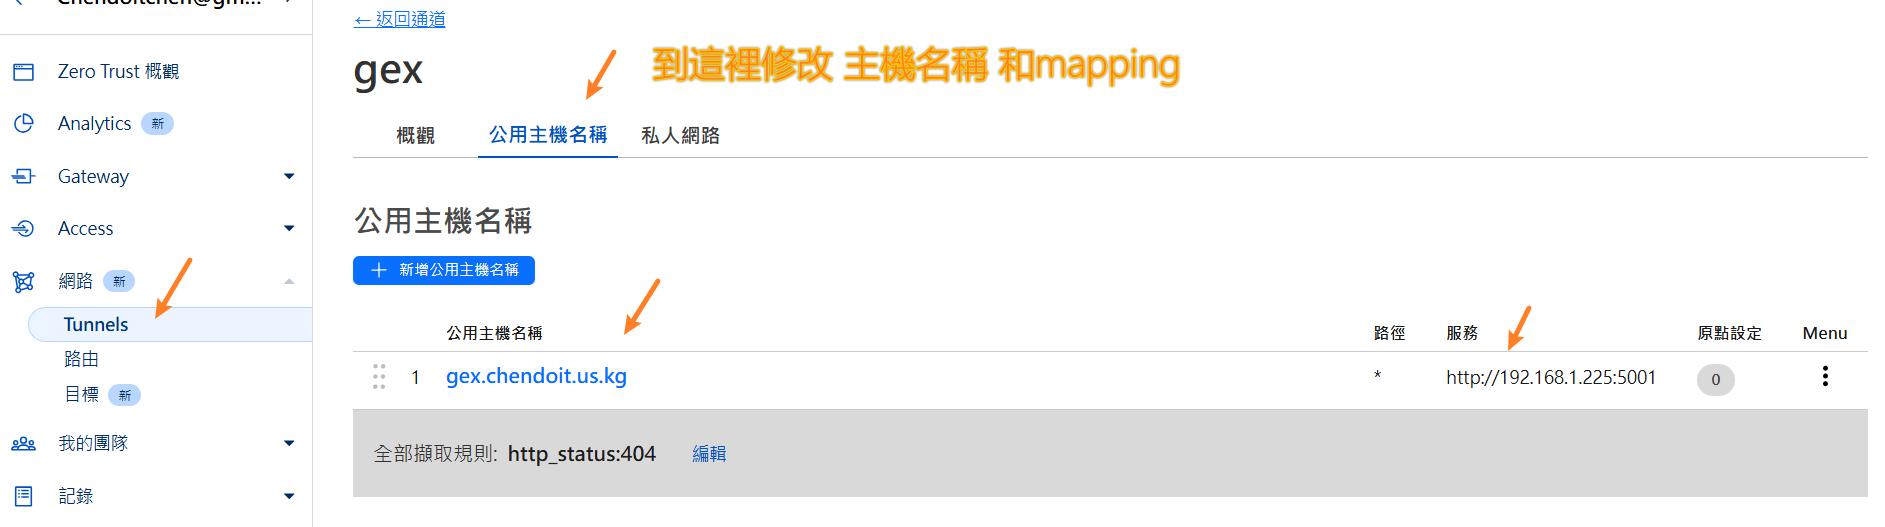 ← 返回通道
gex
到這裡修改 主機名稱 和mapping
Zero Trust 概觀
Analytics 新
Gateway
Access
網路 新
Tunnels
路由
目標 新
我的團隊
記錄
概觀 公用主機名稱 私人網路
公用主機名稱
+ 新增公用主機名稱
公用主機名稱 路徑 服務 原點設定 Menu
1 gex.chendoit.us.kg * http://192.168.1.225:5001 0
全部擷取規則: http_status:404 編輯